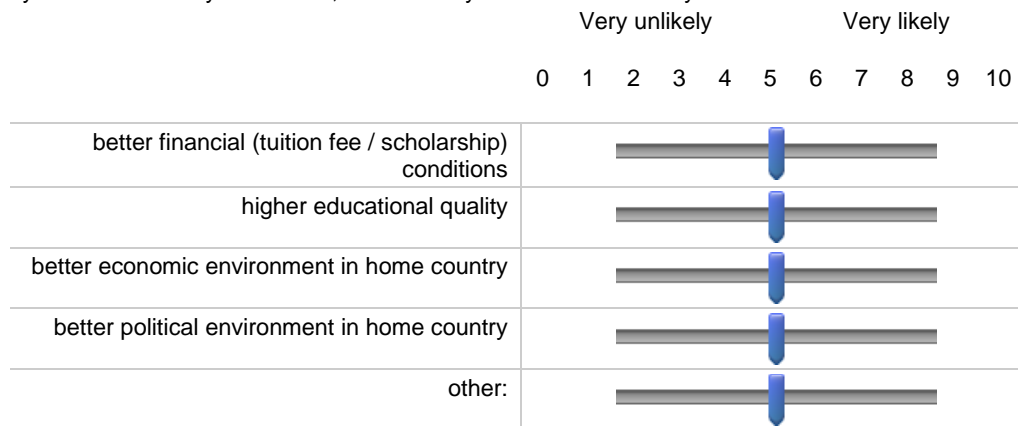 Very unlikely Very likely
0 1 2 3 4 5 6 7 8 9 10
better financial (tuition fee / scholarship)
conditions
higher educational quality
better economic environment in home country
better political environment in home country
other: